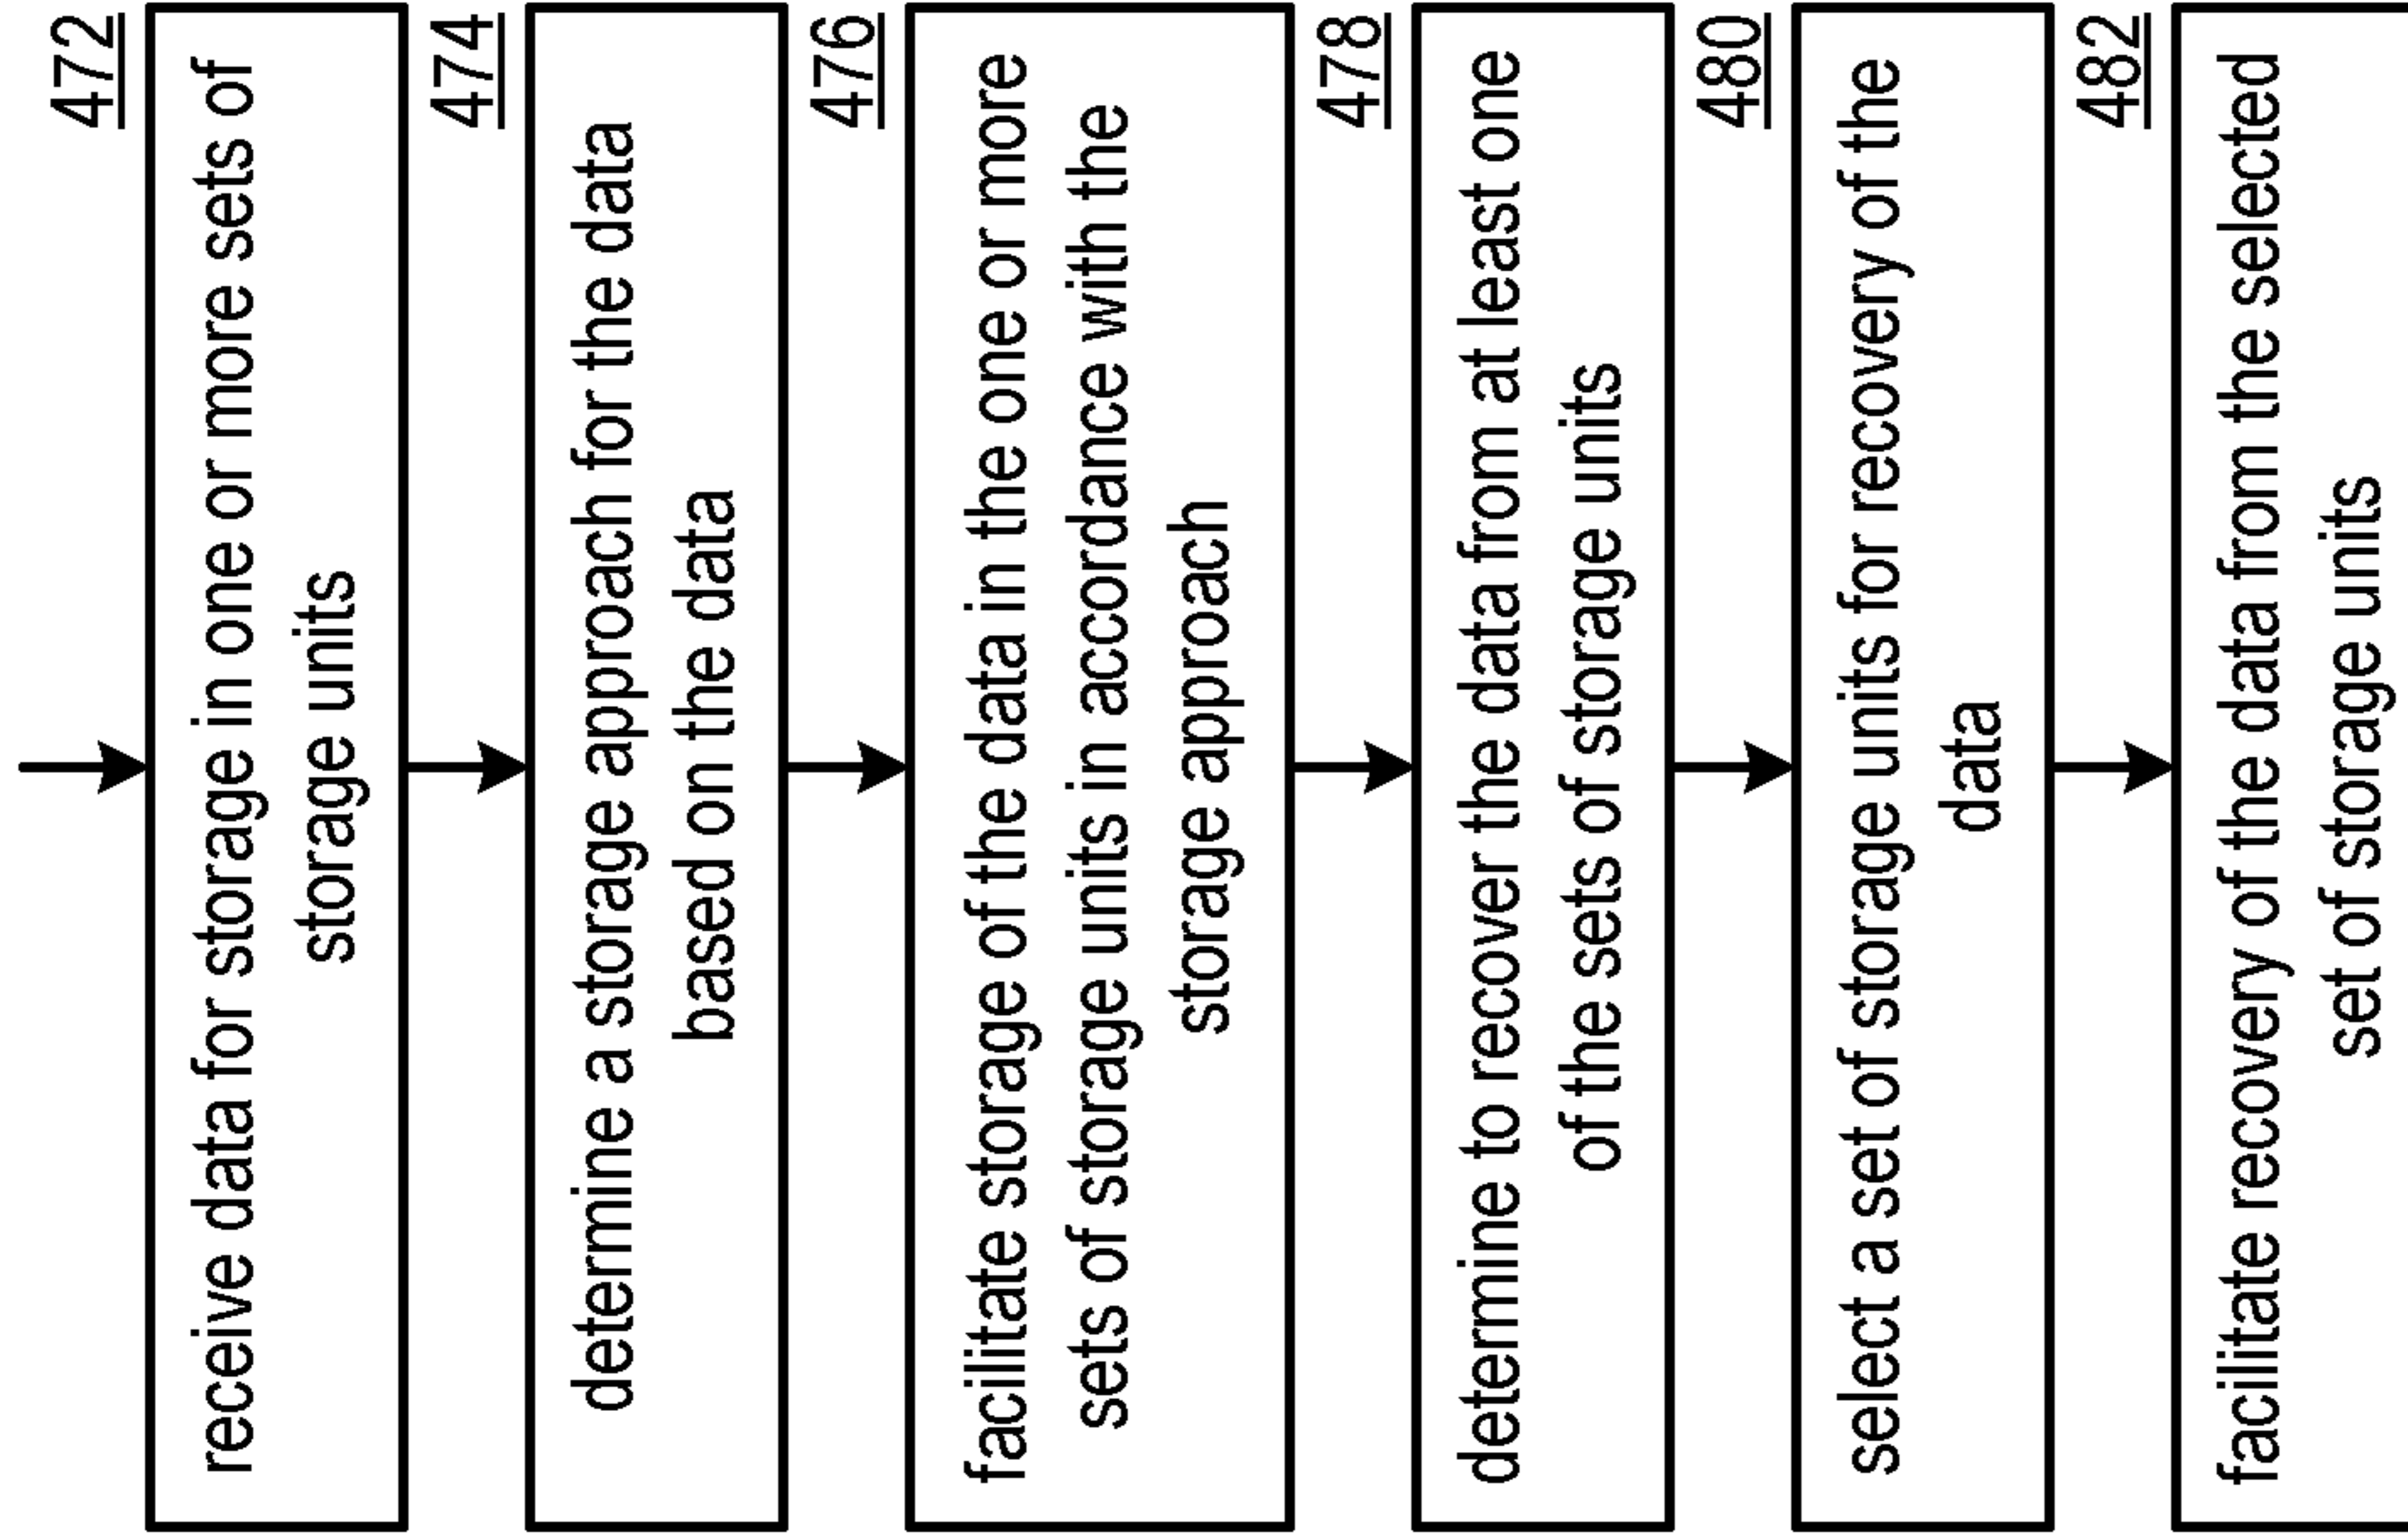 472
receive data for storage in one or more sets of
storage units
474
determine a storage approach for the data
based on the data
476
facilitate storage of the data in the one or more
sets of storage units in accordance with the
storage approach
478
determine to recover the data from at least one
of the sets of storage units
480
select a set of storage units for recovery of the
data
482
facilitate recovery of the data from the selected
set of storage units